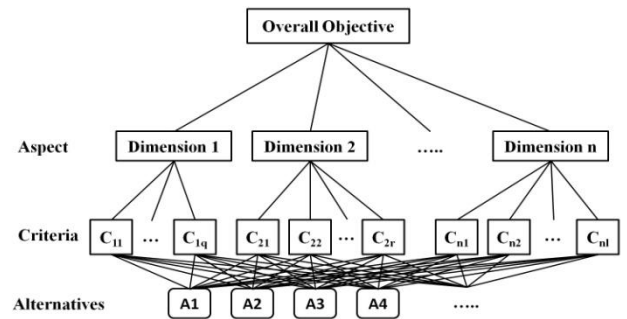 Overall Objective
Aspect Dimension 1 Dimension 2 ..... Dimension n
Criteria C11 ... C1q C21 C22 ... C2r Cn1 Cn2 ... Cnl
Alternatives A1 A2 A3 A4 .....